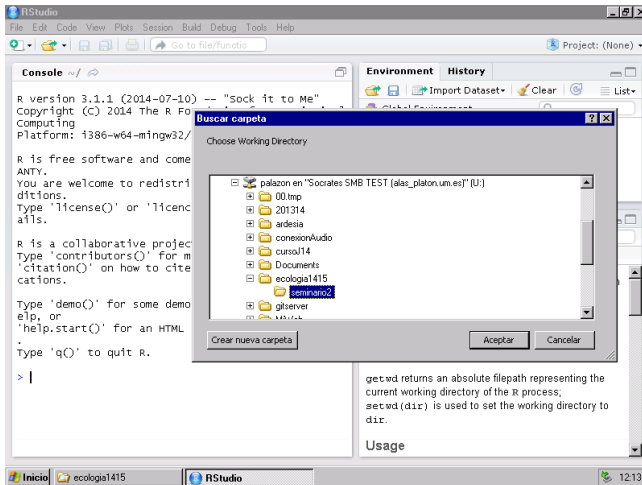 RStudio
File Edit Code View Plots Session Build Debug Tools Help
Go to file/functio
Project: (None)
Console ~/
R version 3.1.1 (2014-07-10) -- "Sock it to Me"
Copyright (C) 2014 The R Fo
Computing
Platform: i386-w64-mingw32/
R is free software and come
ANTY.
You are welcome to redistri
ditions.
Type 'license()' or 'licenc
ails.
R is a collaborative projec
Type 'contributors()' for m
'citation()' on how to cite
cations.
Type 'demo()' for some demo
elp, or
'help.start()' for an HTML
.
Type 'q()' to quit R.
>
Environment History
Import Dataset Clear List
Buscar carpeta
Choose Working Directory
palazon en "Socrates SMB TEST (alas_platon.um.es)" (U:)
00.tmp
201314
ardesia
conexionAudio
cursoJ14
Documents
ecologia1415
seminario2
gitserver
Crear nueva carpeta Aceptar Cancelar
getwd returns an absolute filepath representing the
current working directory of the R process;
setwd(dir) is used to set the working directory to
dir.
Usage
Inicio ecologia1415 RStudio 12:13